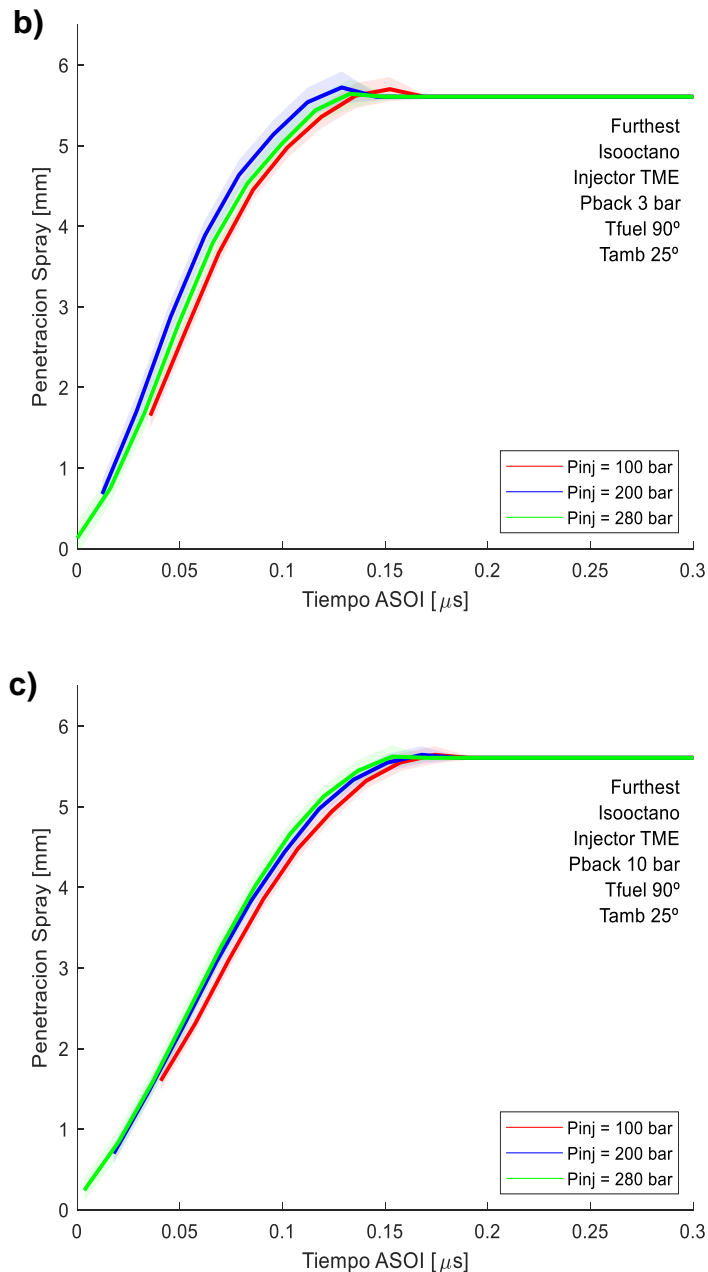 b)
6
5
4
3
2
1
0
Penetracion Spray [mm]
Furthest
Isooctano
Injector TME
Pback 3 bar
Tfuel 90º
Tamb 25º
Pinj = 100 bar
Pinj = 200 bar
Pinj = 280 bar
0 0.05 0.1 0.15 0.2 0.25 0.3
Tiempo ASOI [ μs]
c)
6
5
4
3
2
1
0
Penetracion Spray [mm]
Furthest
Isooctano
Injector TME
Pback 10 bar
Tfuel 90º
Tamb 25º
Pinj = 100 bar
Pinj = 200 bar
Pinj = 280 bar
0 0.05 0.1 0.15 0.2 0.25 0.3
Tiempo ASOI [ μs]